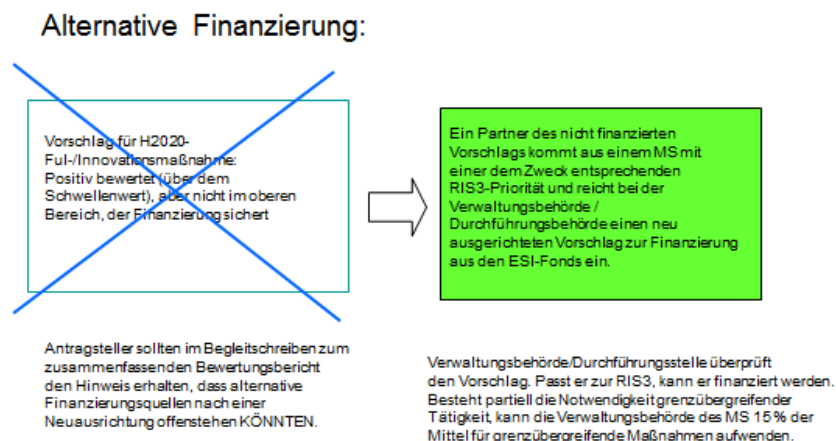 Alternative Finanzierung:
Vorschlag für H2020-
FuI-/Innovationsmaßnahme:
Positiv bewertet (über dem
Schwellenwert), aber nicht im oberen
Bereich, der Finanzierung sichert
Ein Partner des nicht finanzierten
Vorschlags kommt aus einem MS mit
einer dem Zweck entsprechenden
RIS3-Priorität und reicht bei der
Verwaltungsbehörde /
Durchführungsbehörde einen neu
ausgerichteten Vorschlag zur Finanzierung
aus den ESI-Fonds ein.
Antragsteller sollten im Begleitschreiben zum
zusammenfassenden Bewertungsbericht
den Hinweis erhalten, dass alternative
Finanzierungsquellen nach einer
Neuausrichtung offenstehen KÖNNTEN.
Verwaltungsbehörde/Durchführungsstelle überprüft
den Vorschlag. Passt er zur RIS3, kann er finanziert werden.
Besteht partiell die Notwendigkeit grenzübergreifender
Tätigkeit, kann die Verwaltungsbehörde des MS 15 % der
Mittel für grenzübergreifende Maßnahmen aufwenden.